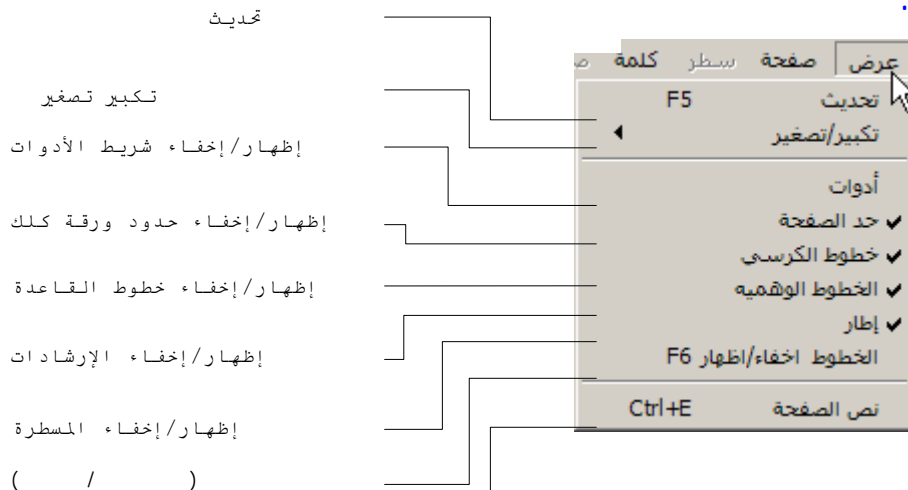 تحديث
تكبير تصغير
إظهار/إخفاء شريط الأدوات
إظهار/إخفاء حدود ورقة كلك
إظهار/إخفاء خطوط القاعدة
إظهار/إخفاء الإرشادات
إظهار/إخفاء المسطرة
( / )
عرض صفحة سطر كلمة
تحديث F5
تكبير/تصغير
أدوات
حد الصفحة
خطوط الكرسي
الخطوط الوهميه
إطار
الخطوط اخفاء/اظهار F6
نص الصفحة Ctrl+E